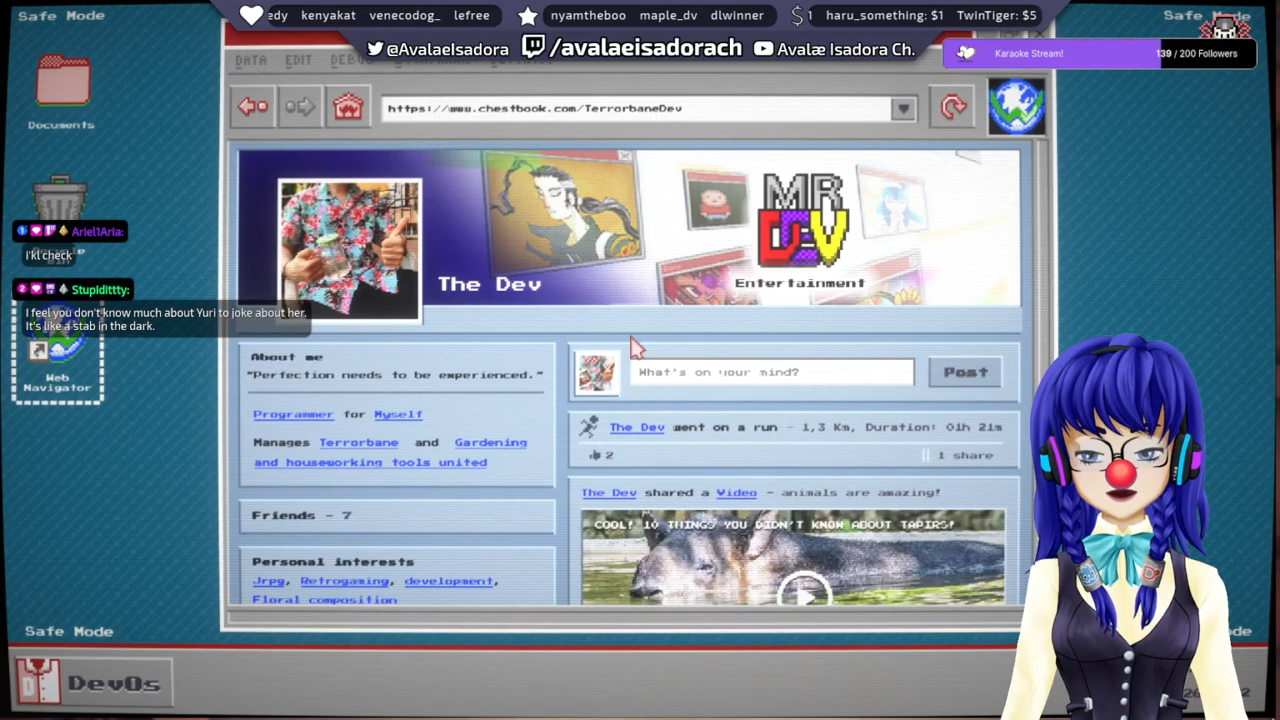 Safe Mode
edy kenyakat venecodog_ lefree
nyamtheboo maple_dv dlwinner
$ 1 haru_something: $1 TwinTiger: $5
@AvalaeIsadora
/avalaeisadorach
Avalæ Isadora Ch.
Karaoke Stream!
139 / 200 Followers
DATA EDIT
https://www.chestbook.com/TerrorbaneDev
Documents
Ariel1Aria:
i'kl check
Stupidittty:
I feel you don't know much about Yuri to joke about her.
It's like a stab in the dark.
Web
Navigator
The Dev
MR
DEV
Entertainment
About me
"Perfection needs to be experienced."
Programmer for Myself
Manages Terrorbane and Gardening
and houseworking tools united
Friends - 7
Personal interests
Jrpg, Retrogaming, development,
Floral composition
What's on your mind?
Post
The Dev went on a run - 1,3 Km, Duration: 01h 21m
2
1 share
The Dev shared a Video - animals are amazing!
COOL! 10 THINGS YOU DIDN'T KNOW ABOUT TAPIRS!
Safe Mode
D DevOs